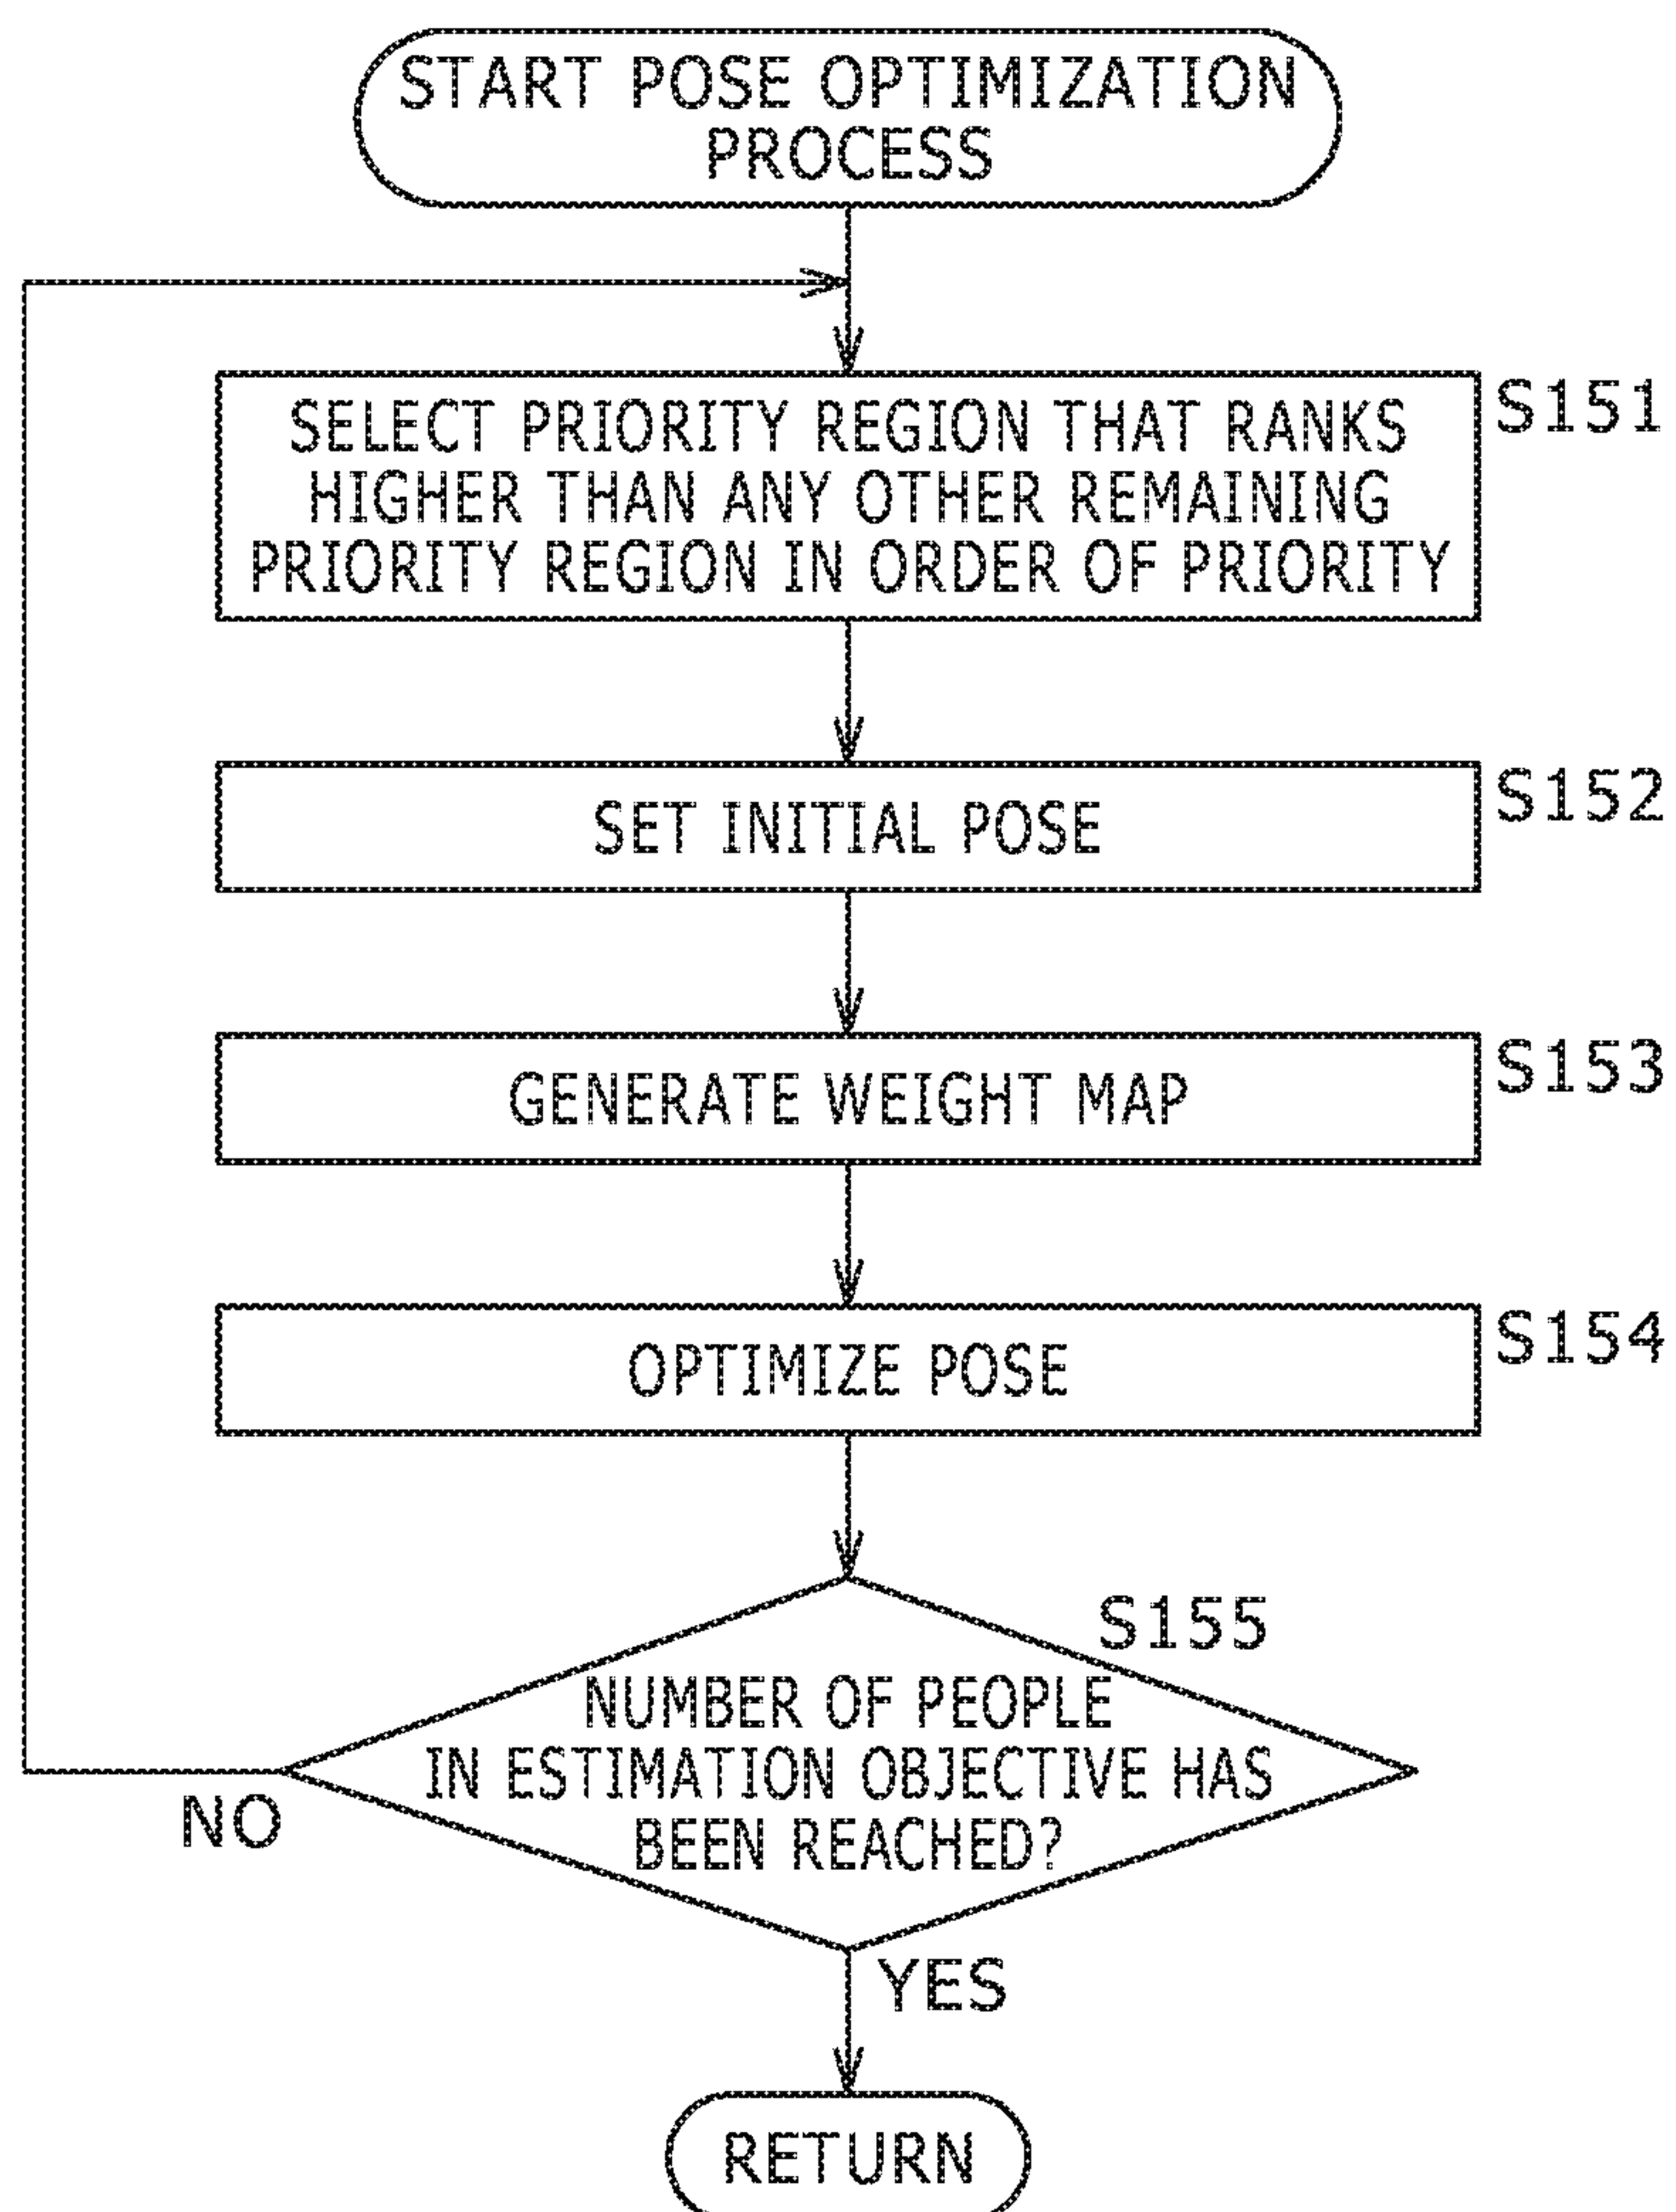 START POSE OPTIMIZATION
PROCESS
SELECT PRIORITY REGION THAT RANKS
HIGHER THAN ANY OTHER REMAINING
PRIORITY REGION IN ORDER OF PRIORITY
S151
SET INITIAL POSE
S152
GENERATE WEIGHT MAP
S153
OPTIMIZE POSE
S154
S155
NUMBER OF PEOPLE
IN ESTIMATION OBJECTIVE HAS
BEEN REACHED?
NO
YES
RETURN